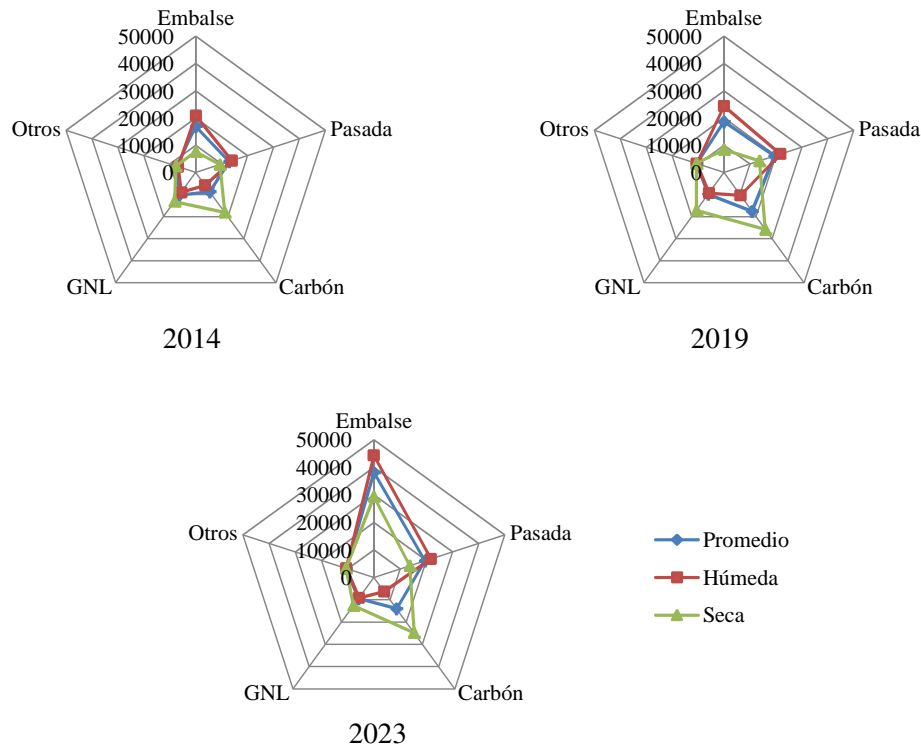 Embalse
50000
40000
30000
20000
10000
0
Pasada
Carbón
GNL
Otros
2014
Embalse
50000
40000
30000
20000
10000
0
Pasada
Carbón
GNL
Otros
2019
Embalse
50000
40000
30000
20000
10000
0
Pasada
Carbón
GNL
Otros
2023
Promedio
Húmeda
Seca